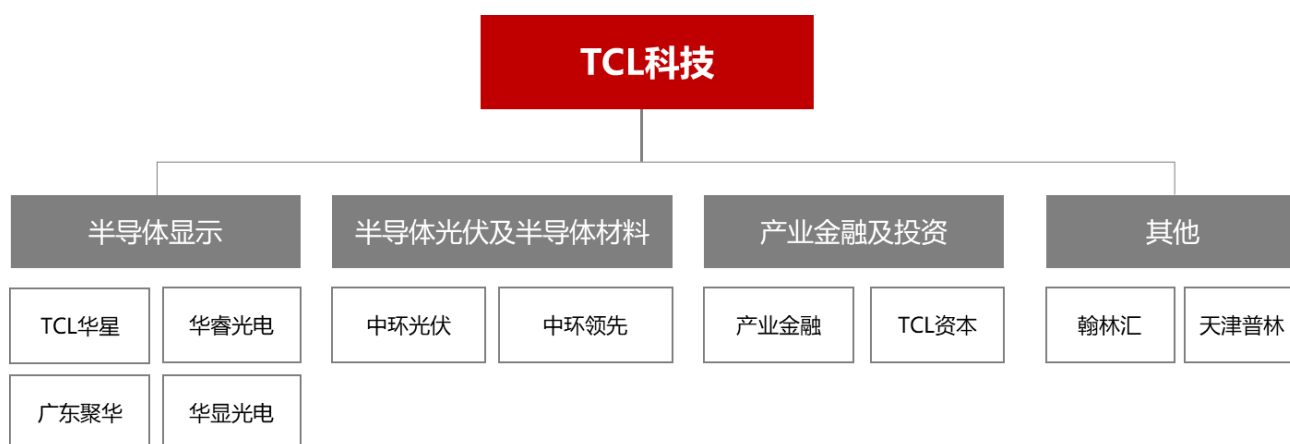 TCL科技
半导体显示
半导体光伏及半导体材料
产业金融及投资
其他
TCL华星
华睿光电
中环光伏
中环领先
产业金融
TCL资本
翰林汇
天津普林
广东聚华
华显光电